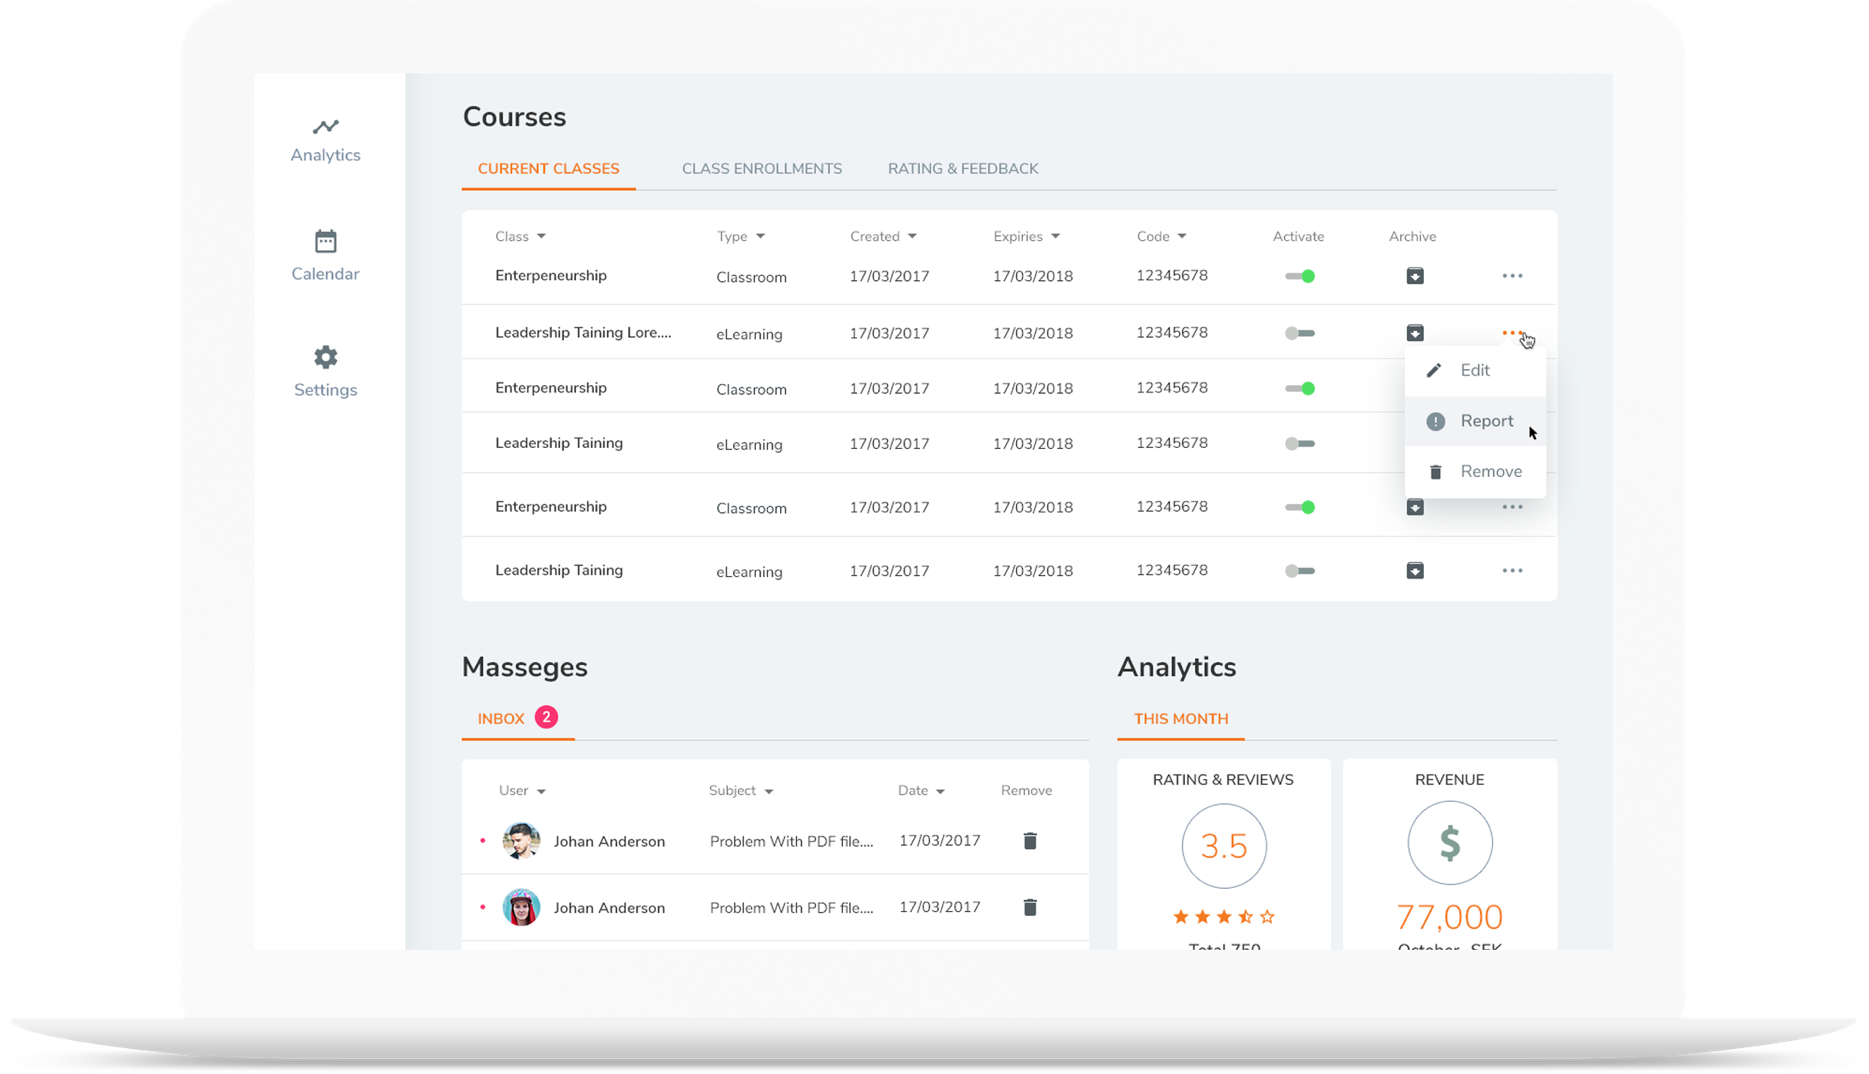 Analytics
Calendar
Settings
Courses
CURRENT CLASSES CLASS ENROLLMENTS RATING & FEEDBACK
Class Type Created Expiries Code Activate Archive
Enterpeneurship Classroom 17/03/2017 17/03/2018 12345678
Leadership Taining Lore.... eLearning 17/03/2017 17/03/2018 12345678
Enterpeneurship Classroom 17/03/2017 17/03/2018 12345678
Leadership Taining eLearning 17/03/2017 17/03/2018 12345678
Enterpeneurship Classroom 17/03/2017 17/03/2018 12345678
Leadership Taining eLearning 17/03/2017 17/03/2018 12345678
Edit
Report
Remove
Masseges
INBOX 2
User Subject Date Remove
Johan Anderson Problem With PDF file.... 17/03/2017
Johan Anderson Problem With PDF file.... 17/03/2017
Analytics
THIS MONTH
RATING & REVIEWS
3.5
Total 750
REVENUE
$
77,000
October, SEK